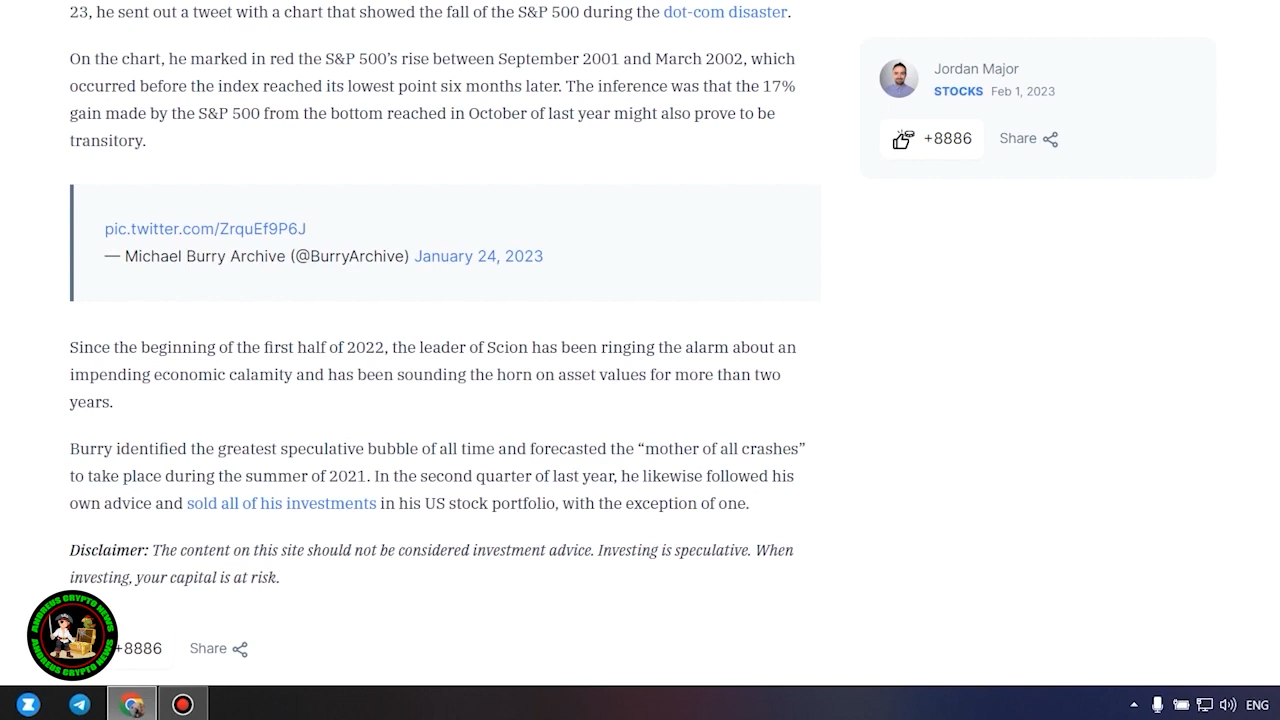 23, he sent out a tweet with a chart that showed the fall of the S&P 500 during the dot-com disaster.
On the chart, he marked in red the S&P 500’s rise between September 2001 and March 2002, which
occurred before the index reached its lowest point six months later. The inference was that the 17%
gain made by the S&P 500 from the bottom reached in October of last year might also prove to be
transitory.
pic.twitter.com/ZrquEf9P6J
— Michael Burry Archive (@BurryArchive) January 24, 2023
Since the beginning of the first half of 2022, the leader of Scion has been ringing the alarm about an
impending economic calamity and has been sounding the horn on asset values for more than two
years.
Burry identified the greatest speculative bubble of all time and forecasted the “mother of all crashes”
to take place during the summer of 2021. In the second quarter of last year, he likewise followed his
own advice and sold all of his investments in his US stock portfolio, with the exception of one.
Disclaimer: The content on this site should not be considered investment advice. Investing is speculative. When
investing, your capital is at risk.
+8886 Share
Jordan Major
STOCKS Feb 1, 2023
+8886 Share
ANDREUS CRYPTO NEWS
ANDREUS CRYPTO NEWS
ENG